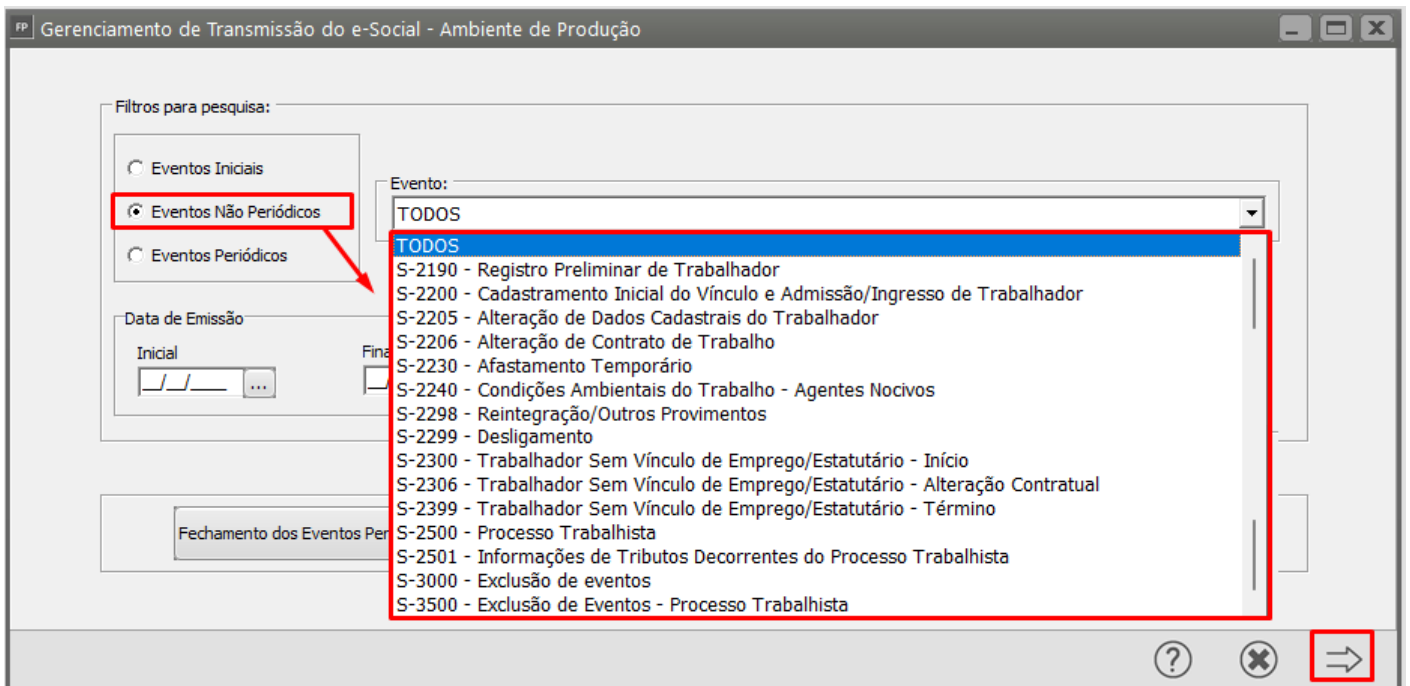 FP Gerenciamento de Transmissão do e-Social - Ambiente de Produção
Filtros para pesquisa:
Eventos Iniciais
Eventos Não Periódicos
Eventos Periódicos
Evento:
TODOS
TODOS
S-2190 - Registro Preliminar de Trabalhador
S-2200 - Cadastramento Inicial do Vínculo e Admissão/Ingresso de Trabalhador
S-2205 - Alteração de Dados Cadastrais do Trabalhador
S-2206 - Alteração de Contrato de Trabalho
S-2230 - Afastamento Temporário
S-2240 - Condições Ambientais do Trabalho - Agentes Nocivos
S-2298 - Reintegração/Outros Provimentos
S-2299 - Desligamento
S-2300 - Trabalhador Sem Vínculo de Emprego/Estatutário - Início
S-2306 - Trabalhador Sem Vínculo de Emprego/Estatutário - Alteração Contratual
S-2399 - Trabalhador Sem Vínculo de Emprego/Estatutário - Término
S-2500 - Processo Trabalhista
S-2501 - Informações de Tributos Decorrentes do Processo Trabalhista
S-3000 - Exclusão de eventos
S-3500 - Exclusão de Eventos - Processo Trabalhista
Data de Emissão
Inicial Fina
__/__/____ ...
Fechamento dos Eventos Per
?